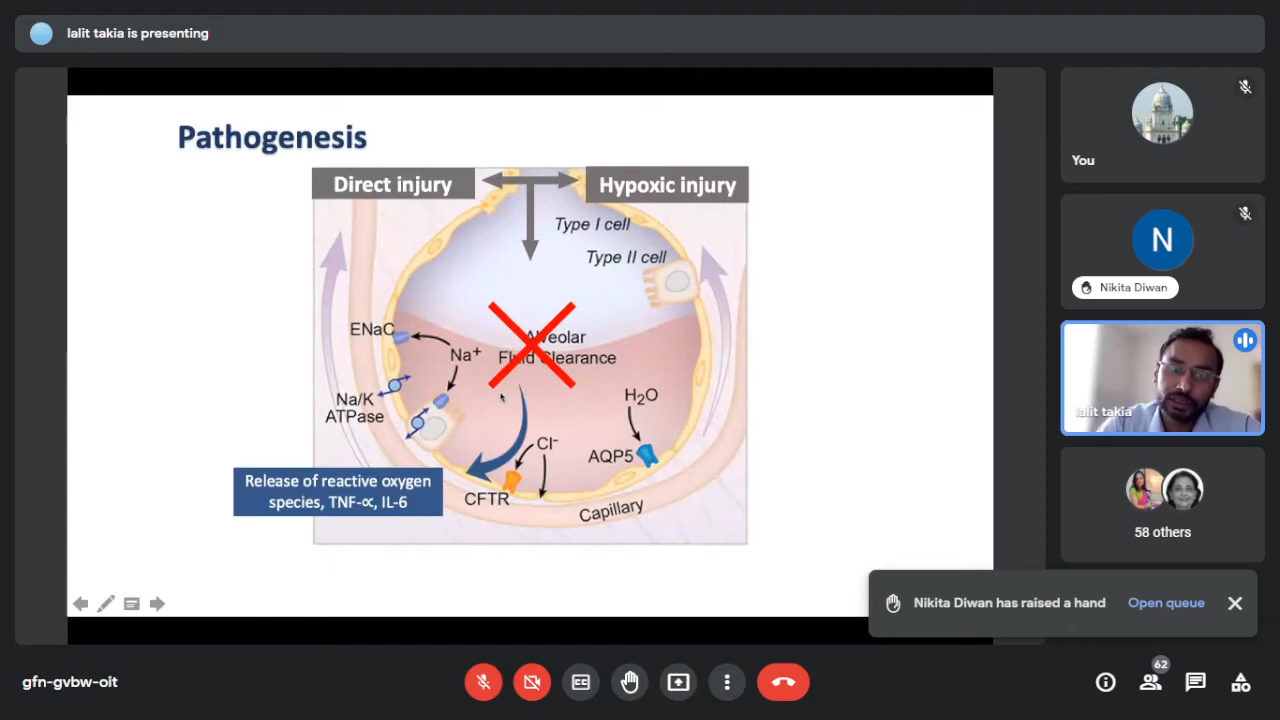 lalit takia is presenting
Pathogenesis
Direct injury
Hypoxic injury
Type I cell
Type II cell
ENaC
Na+
Alveolar
Fluid Clearance
Na/K
ATPase
H2O
Cl-
AQP5
Release of reactive oxygen
species, TNF-∝, IL-6
CFTR
Capillary
You
N
Nikita Diwan
lalit takia
58 others
Nikita Diwan has raised a hand
Open queue
gfn-gvbw-oit
CC
62